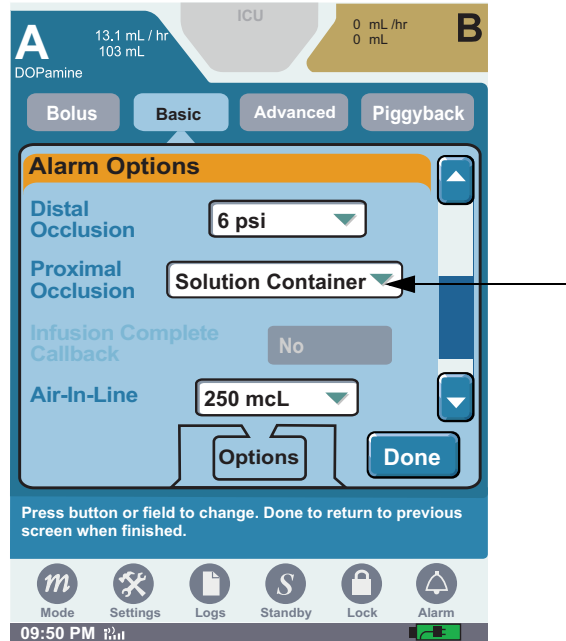 ICU
A
13.1 mL / hr
103 mL
DOPamine
0 mL /hr
0 mL
B
Bolus Basic Advanced Piggyback
Alarm Options
Distal
Occlusion
6 psi
Proximal
Occlusion
Solution Container
Infusion Complete
Callback
No
Air-In-Line
250 mcL
Options
Done
Press button or field to change. Done to return to previous
screen when finished.
m S
Mode Settings Logs Standby Lock Alarm
09:50 PM